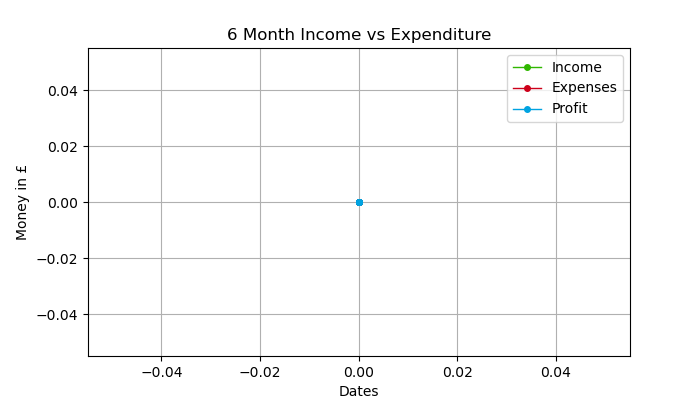 6 Month Income vs Expenditure
Income
Expenses
Profit
0.04
0.02
0.00
−0.02
−0.04
Money in £
−0.04 −0.02 0.00 0.02 0.04
Dates